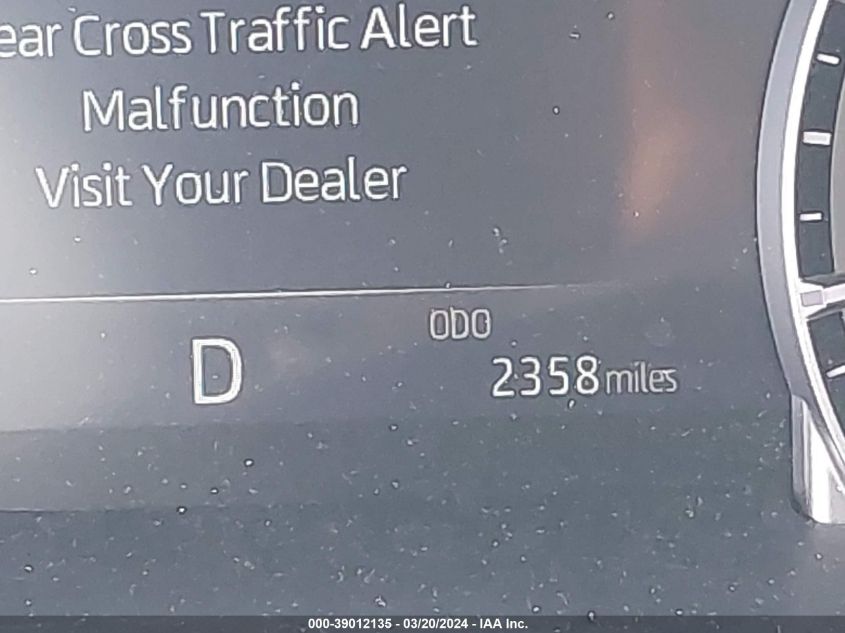 ear Cross Traffic Alert
Malfunction
Visit Your Dealer
ODO
D
2358 miles
000-39012135 - 03/20/2024 - IAA Inc.